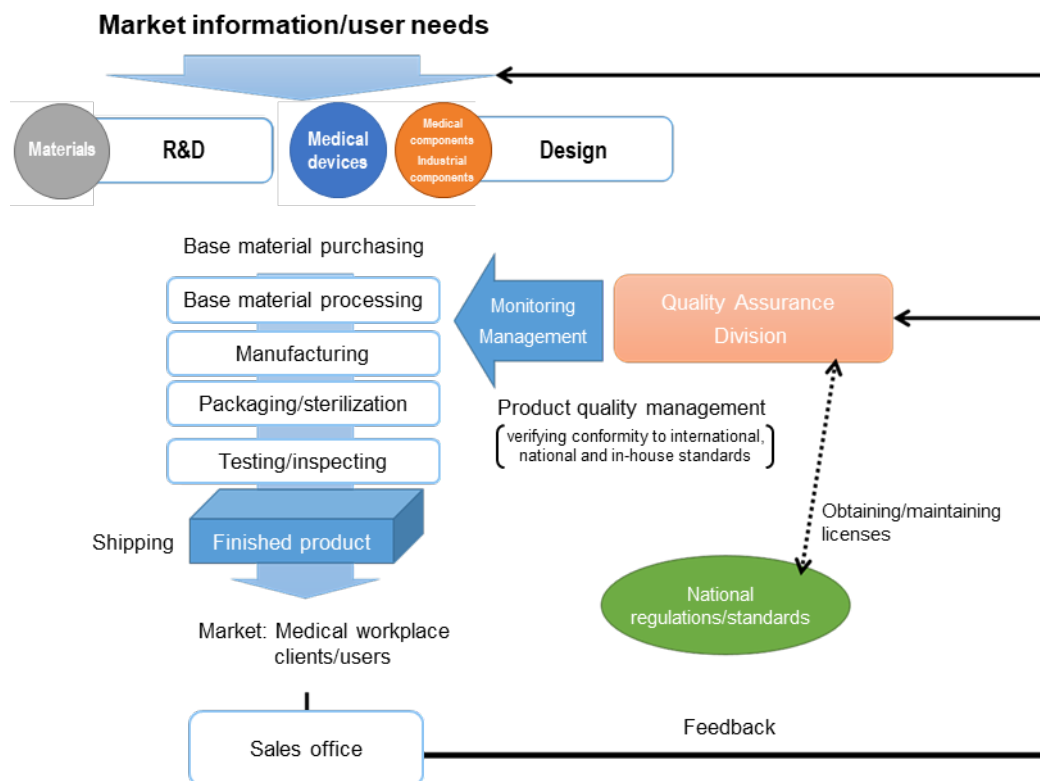 Market information/user needs
Materials
R&D
Medical
devices
Medical
components
Industrial
components
Design
Base material purchasing
Base material processing
Manufacturing
Packaging/sterilization
Testing/inspecting
Monitoring
Management
Quality Assurance
Division
Product quality management
(verifying conformity to international,
national and in-house standards)
Obtaining/maintaining
licenses
Shipping
Finished product
National
regulations/standards
Market: Medical workplace
clients/users
Feedback
Sales office